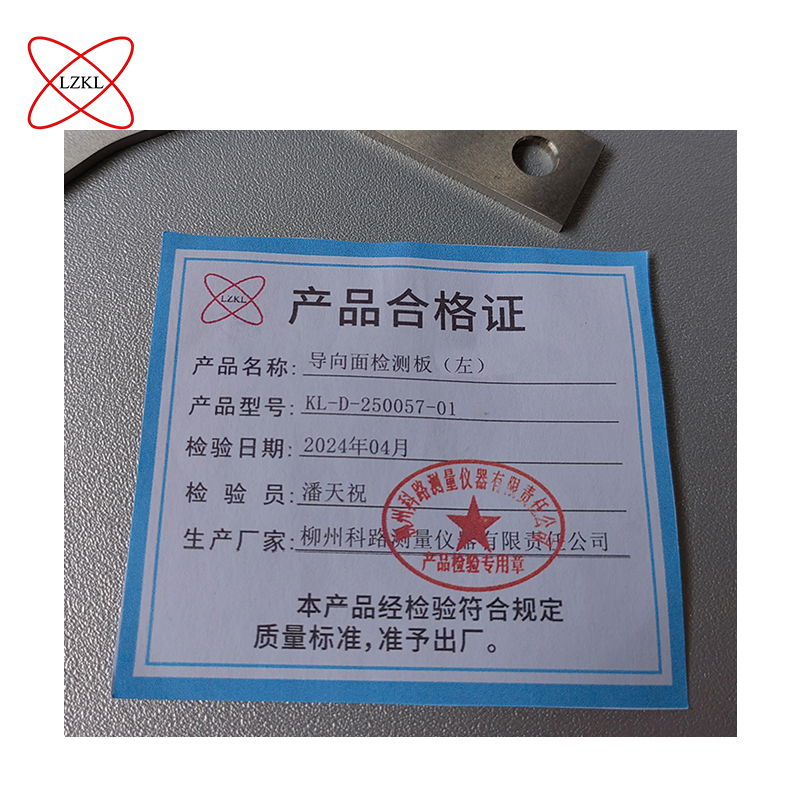 LZKL
LZKL
产品合格证
产品名称: 导向面检测板（左）
产品型号: KL-D-250057-01
检验日期: 2024年04月
检 验 员: 潘天祝
生产厂家: 柳州科路测量仪器有限责任公司
柳州科路测量仪器有限责任公司
产品检验专用章
本产品经检验符合规定
质量标准,准予出厂。